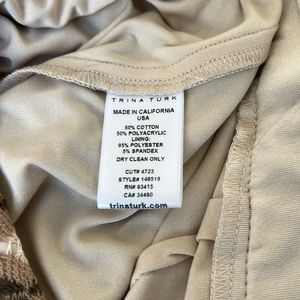 TRINA TURK
MADE IN CALIFORNIA
USA
50% COTTON
50% POLYACRYLIC
LINING:
95% POLYESTER
5% SPANDEX
DRY CLEAN ONLY
CUT# 4723
STYLE# 148519
RN# 93415
CA# 34460
trinaturk.com